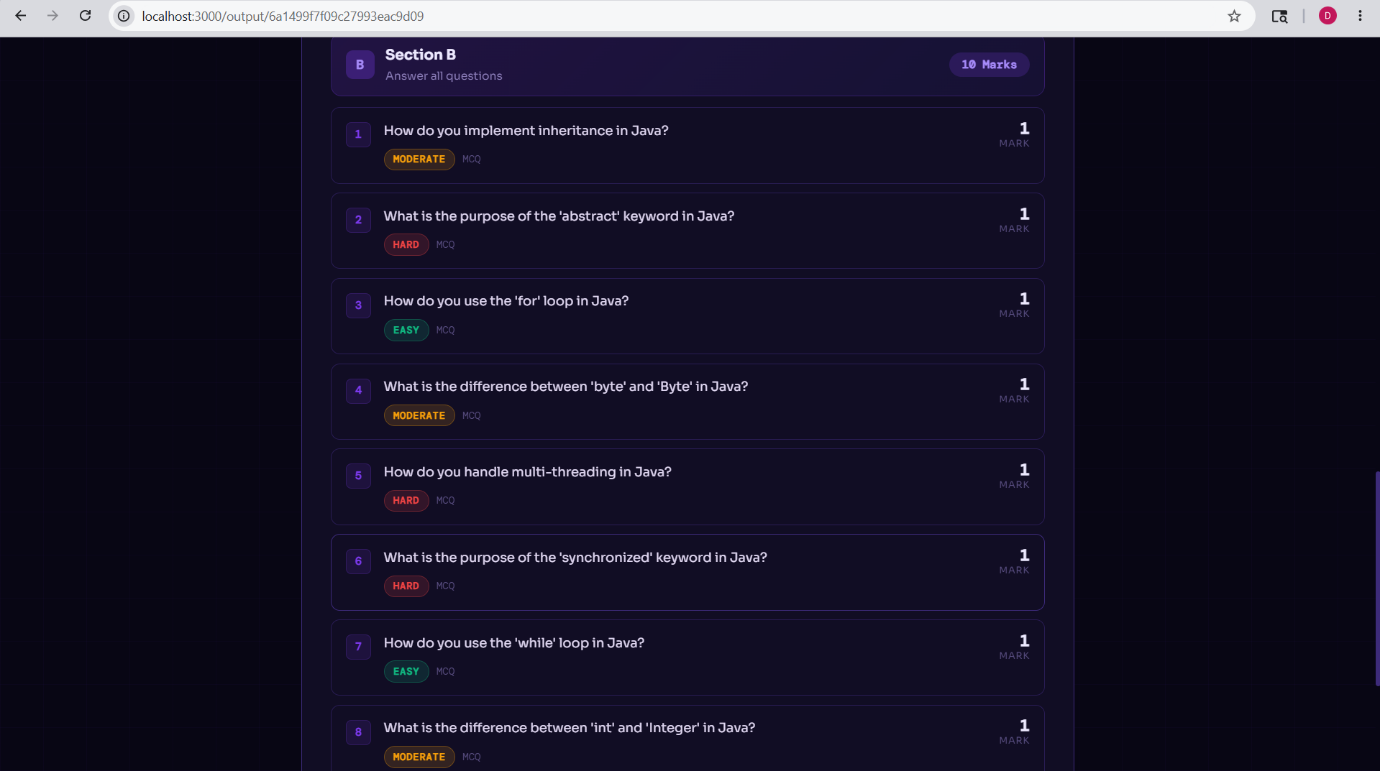 localhost:3000/output/6a1499f7f09c27993eac9d09
D
B
Section B
Answer all questions
10 Marks
1
How do you implement inheritance in Java?
MODERATE MCQ
1
MARK
2
What is the purpose of the 'abstract' keyword in Java?
HARD MCQ
1
MARK
3
How do you use the 'for' loop in Java?
EASY MCQ
1
MARK
4
What is the difference between 'byte' and 'Byte' in Java?
MODERATE MCQ
1
MARK
5
How do you handle multi-threading in Java?
HARD MCQ
1
MARK
6
What is the purpose of the 'synchronized' keyword in Java?
HARD MCQ
1
MARK
7
How do you use the 'while' loop in Java?
EASY MCQ
1
MARK
8
What is the difference between 'int' and 'Integer' in Java?
MODERATE MCQ
1
MARK